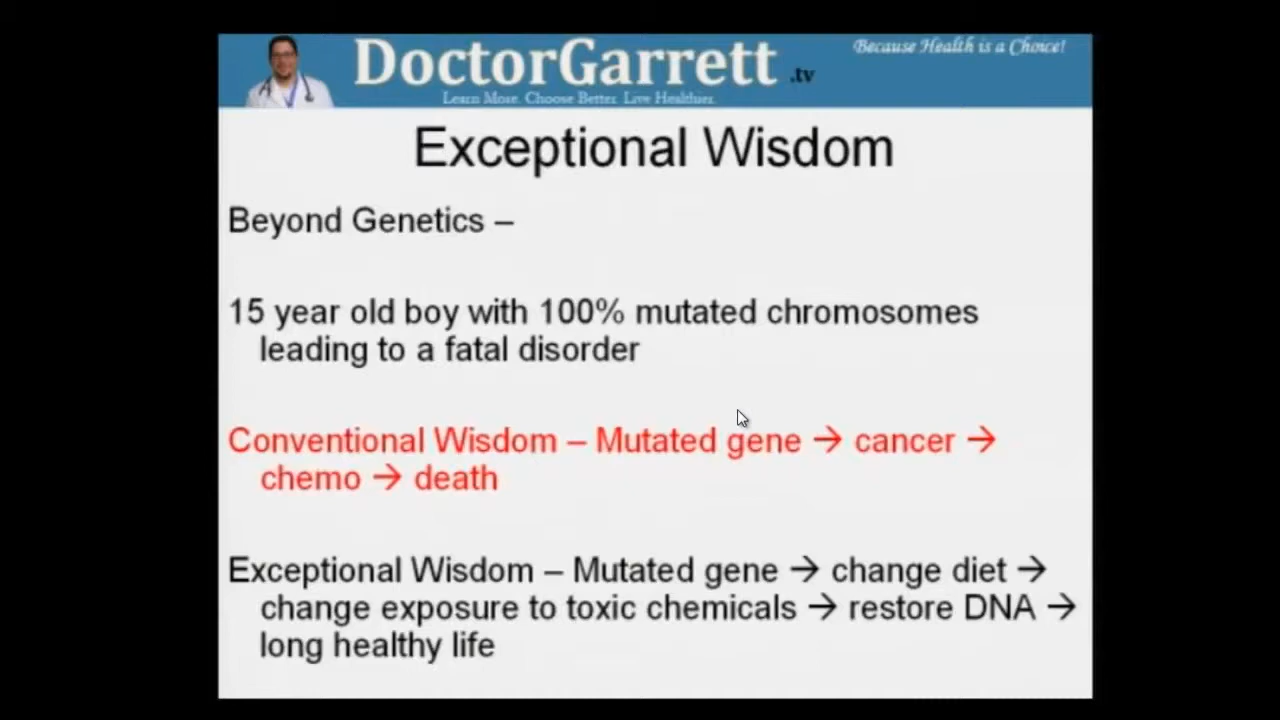 DoctorGarrett .tv
Because Health is a Choice!
Learn More. Choose Better. Live Healthier.
Exceptional Wisdom
Beyond Genetics –
15 year old boy with 100% mutated chromosomes
leading to a fatal disorder
Conventional Wisdom – Mutated gene → cancer →
chemo → death
Exceptional Wisdom – Mutated gene → change diet →
change exposure to toxic chemicals → restore DNA →
long healthy life